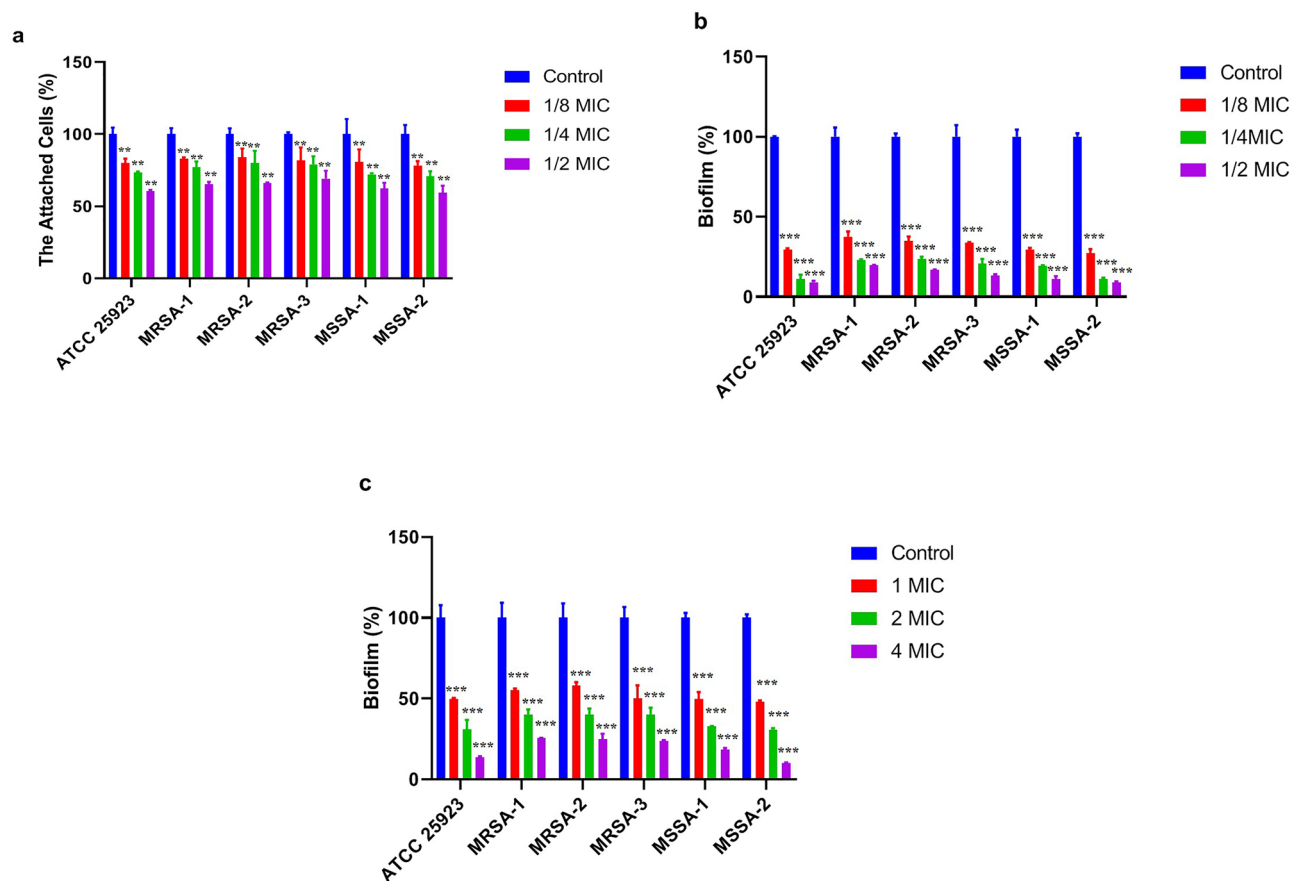 a
150
100
50
0
The Attached Cells (%)
** ** **
** ** **
** ** **
** ** **
** ** **
** ** **
ATCC 25923
MRSA-1
MRSA-2
MRSA-3
MSSA-1
MSSA-2
Control
1/8 MIC
1/4 MIC
1/2 MIC
b
150
100
50
0
Biofilm (%)
*** *** ***
*** *** ***
*** *** ***
*** *** ***
*** *** ***
*** *** ***
ATCC 25923
MRSA-1
MRSA-2
MRSA-3
MSSA-1
MSSA-2
Control
1/8 MIC
1/4MIC
1/2 MIC
c
150
100
50
0
Biofilm (%)
*** *** ***
*** *** ***
*** *** ***
*** *** ***
*** *** ***
*** *** ***
ATCC 25923
MRSA-1
MRSA-2
MRSA-3
MSSA-1
MSSA-2
Control
1 MIC
2 MIC
4 MIC